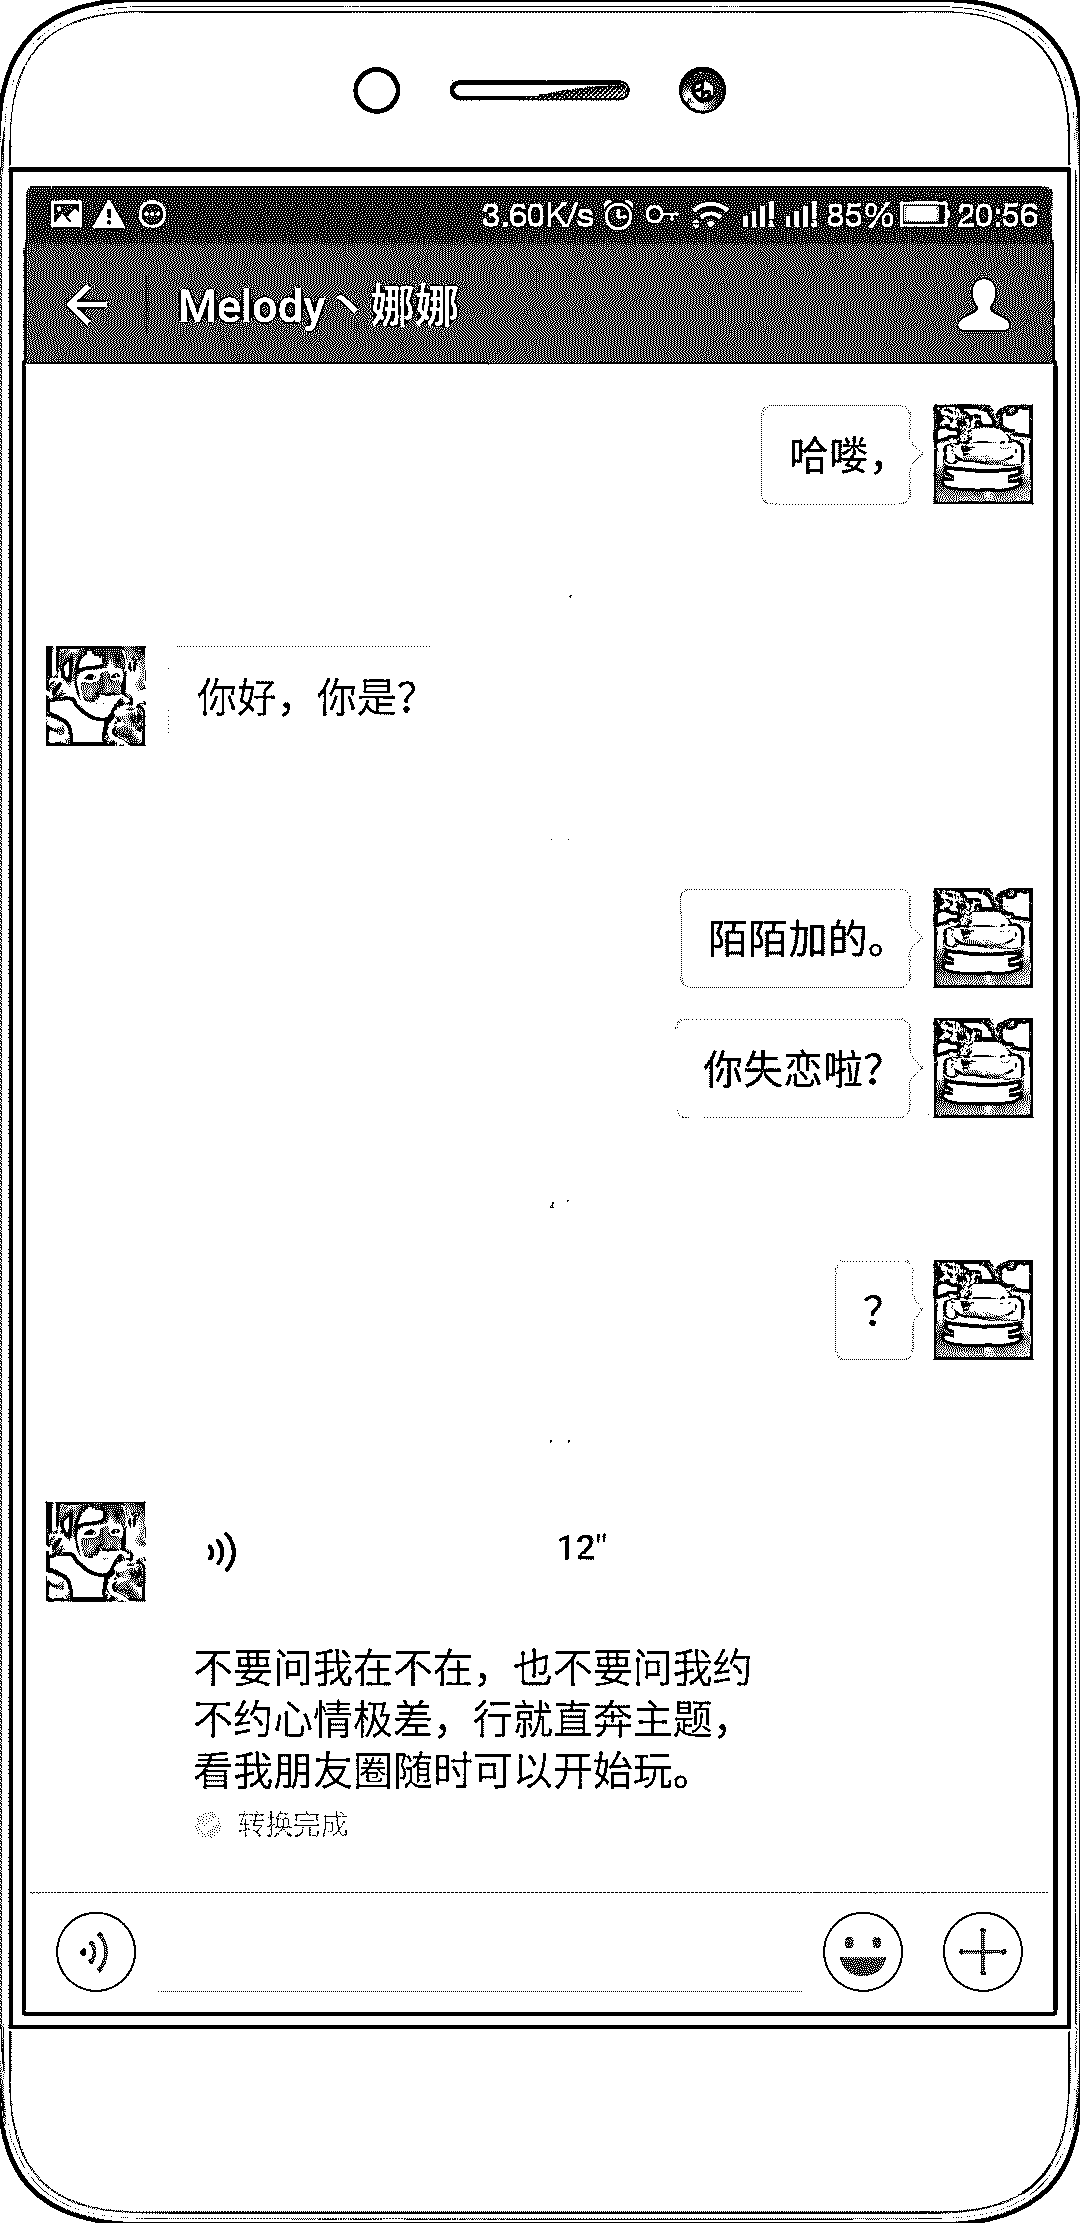 3.60K/s 85% 20:56
Melody丶娜娜
哈喽，
你好，你是？
陌陌加的。
你失恋啦？
？
12"
不要问我在不在，也不要问我约
不约心情极差，行就直奔主题，
看我朋友圈随时可以开始玩。
转换完成